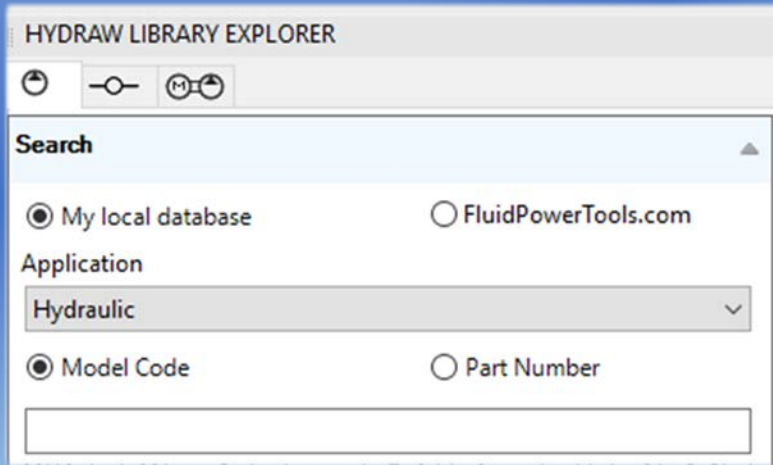 HYDRAW LIBRARY EXPLORER
M
Search
My local database FluidPowerTools.com
Application
Hydraulic
Model Code Part Number